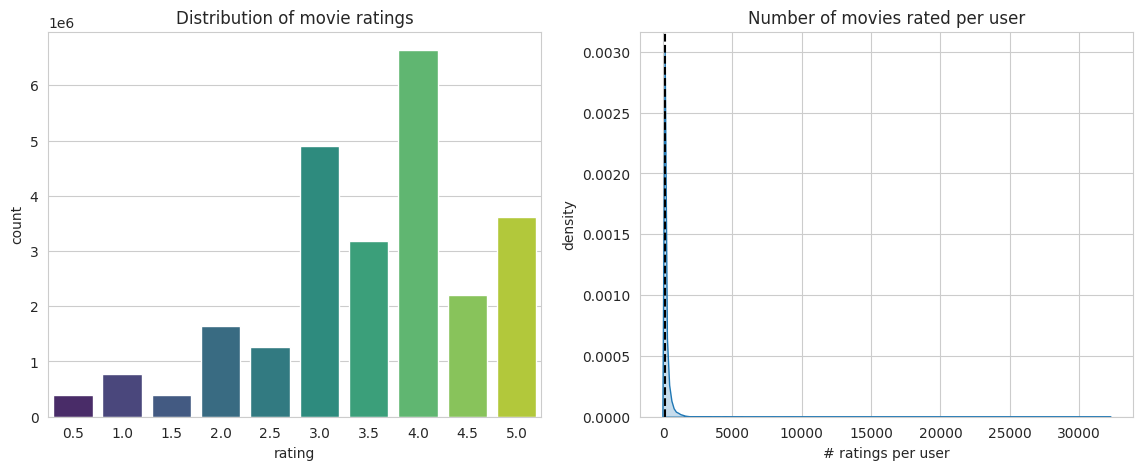 Distribution of movie ratings
1e6
6
5
4
3
2
1
0
count
0.5 1.0 1.5 2.0 2.5 3.0 3.5 4.0 4.5 5.0
rating
Number of movies rated per user
0.0030
0.0025
0.0020
0.0015
0.0010
0.0005
0.0000
density
0 5000 10000 15000 20000 25000 30000
# ratings per user